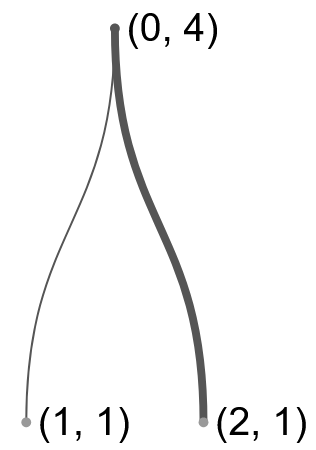 (0, 4)
(1, 1)
(2, 1)